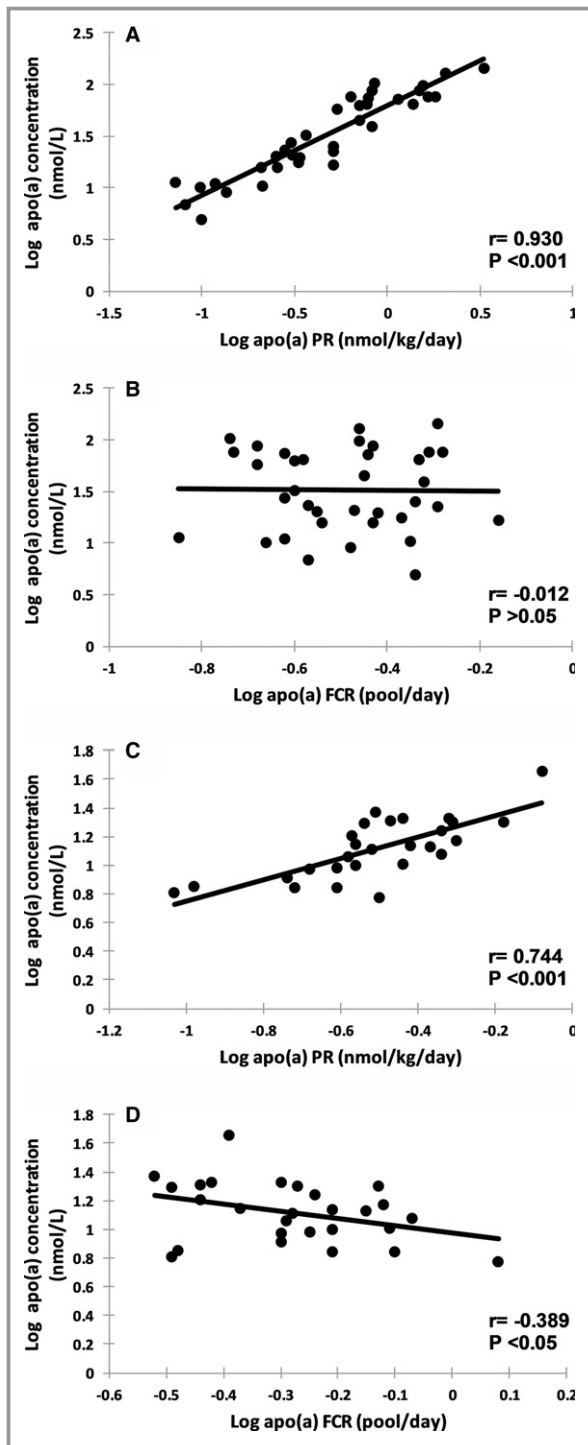 A
Log apo(a) concentration
(nmol/L)
2.5
2
1.5
1
0.5
0
-1.5
-1
-0.5
0
0.5
1
r= 0.930
P <0.001
Log apo(a) PR (nmol/kg/day)
B
Log apo(a) concentration
(nmol/L)
2.5
2
1.5
1
0.5
0
-1
-0.8
-0.6
-0.4
-0.2
0
r= -0.012
P >0.05
Log apo(a) FCR (pool/day)
C
Log apo(a) concentration
(nmol/L)
1.8
1.6
1.4
1.2
1
0.8
0.6
0.4
0.2
0
-1.2
-1
-0.8
-0.6
-0.4
-0.2
0
r= 0.744
P <0.001
Log apo(a) PR (nmol/kg/day)
D
Log apo(a) concentration
(nmol/L)
1.8
1.6
1.4
1.2
1
0.8
0.6
0.4
0.2
0
-0.6
-0.5
-0.4
-0.3
-0.2
-0.1
0
0.1
0.2
r= -0.389
P <0.05
Log apo(a) FCR (pool/day)